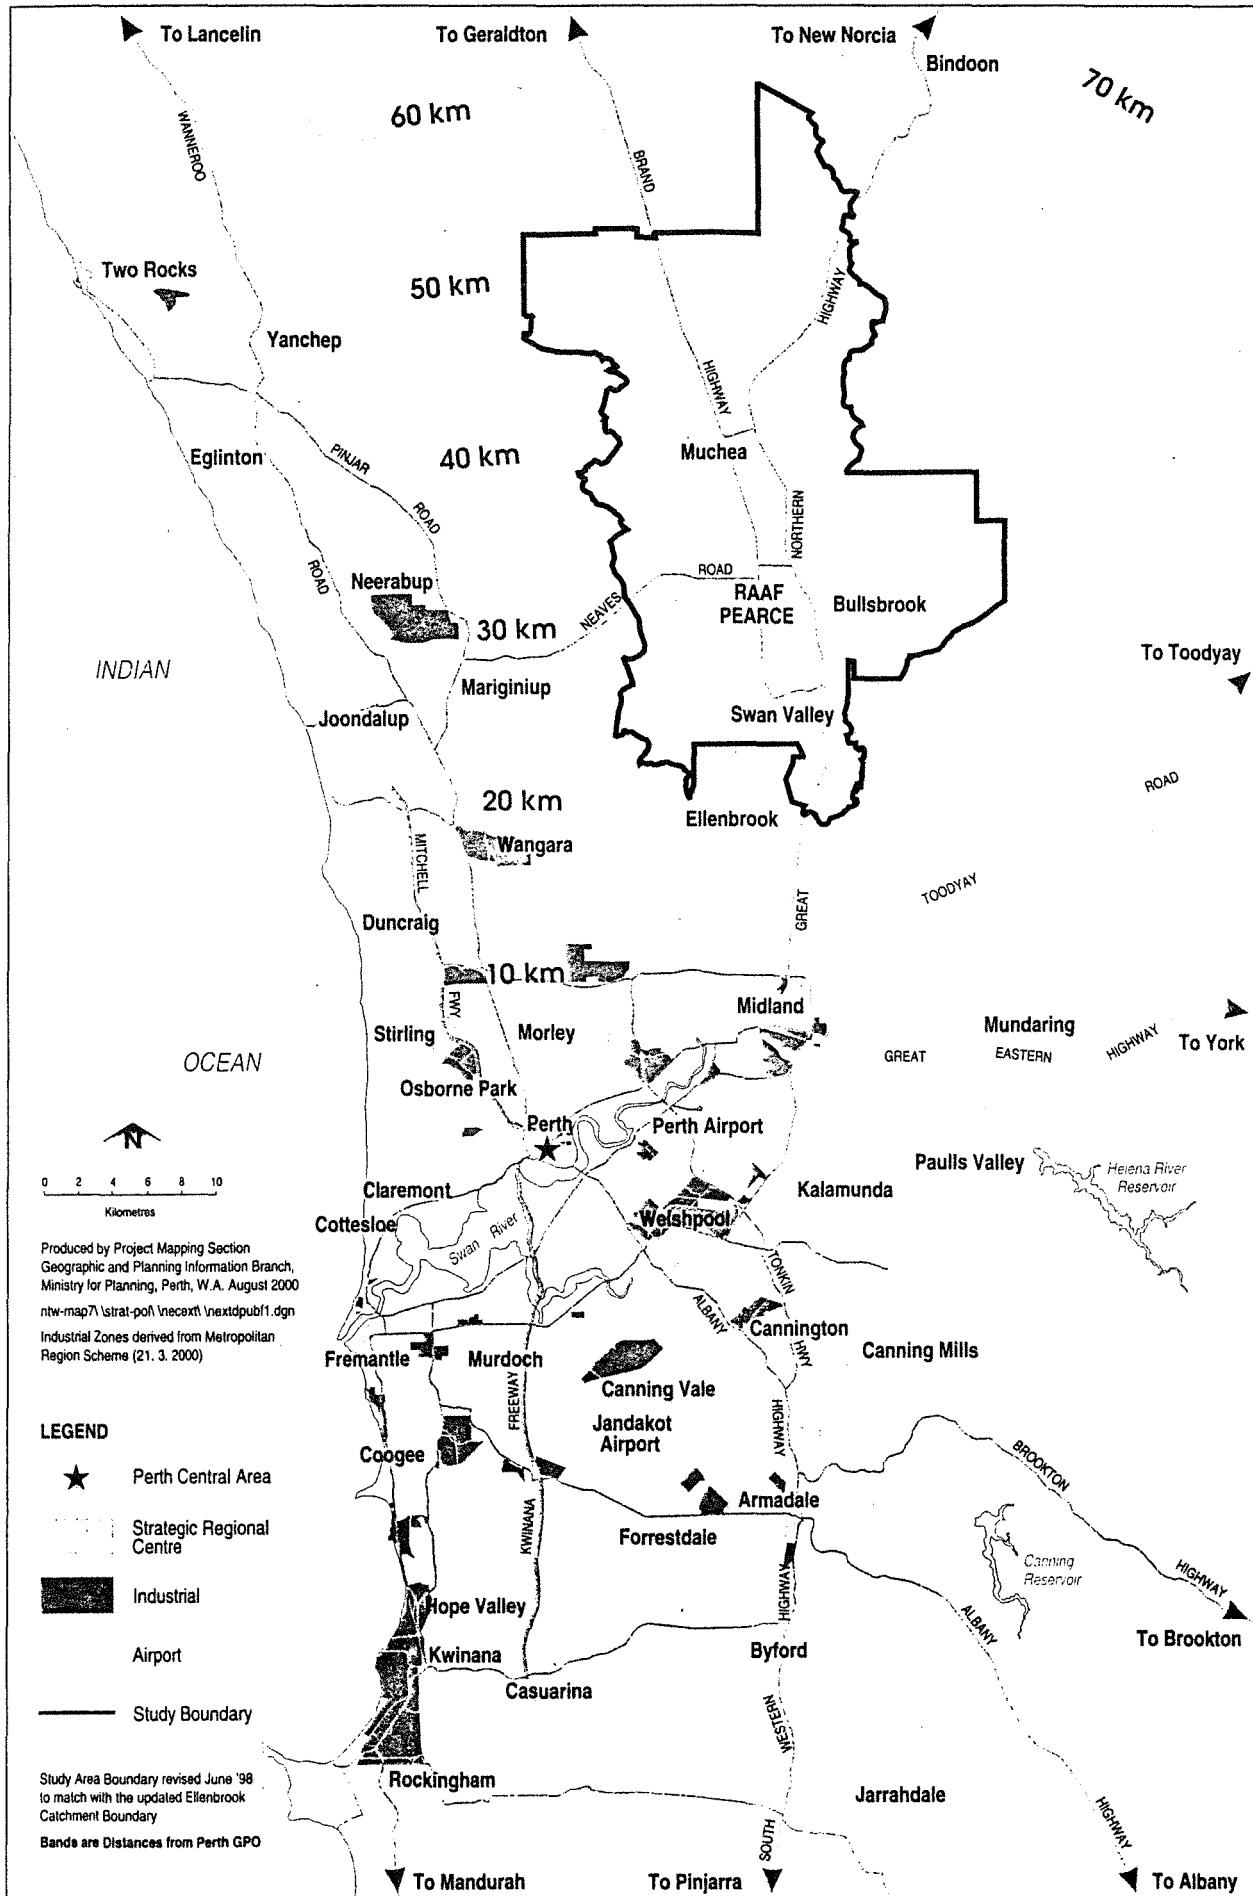 To Lancelin
To Geraldton
To New Norcia
Bindoon
70 km
60 km
WANNEROO
BRAND
Two Rocks
50 km
HIGHWAY
Yanchep
HIGHWAY
Muchea
Eglinton
PINJAR
40 km
ROAD
NORTHERN
ROAD
Neerabup
ROAD
RAAF
PEARCE
Bullsbrook
NEAVES
30 km
INDIAN
To Toodyay
Mariginiup
Joondalup
Swan Valley
ROAD
20 km
Ellenbrook
Wangara
MITCHELL
TOODYAY
GREAT
Duncraig
10 km
FWY
Midland
Stirling
Morley
Mundaring
HIGHWAY
To York
GREAT
EASTERN
OCEAN
Osborne Park
Perth
Perth Airport
N
Paulls Valley
Helena River
Reservoir
0 2 4 6 8 10
Kilometres
Claremont
Kalamunda
Cottesloe
Swan River
Welshpool
Produced by Project Mapping Section
Geographic and Planning Information Branch,
Ministry for Planning, Perth, W.A. August 2000
ntw-map7\ \strat-pol\ \necext\ \nextdpubf1.dgn
Industrial Zones derived from Metropolitan
Region Scheme (21. 3. 2000)
TONKIN
ALBANY
Cannington
HWY
Canning Mills
Fremantle
Murdoch
Canning Vale
FREEWAY
Jandakot
Airport
HIGHWAY
LEGEND
Coogee
BROOKTON
Perth Central Area
Armadale
Strategic Regional
Centre
KWINANA
Forrestdale
Canning
Reservoir
HIGHWAY
Industrial
Hope Valley
HIGHWAY
ALBANY
To Brookton
Airport
Kwinana
Byford
Casuarina
Study Boundary
WESTERN
Rockingham
Study Area Boundary revised June '98
to match with the updated Ellenbrook
Catchment Boundary
Jarrahdale
Bands are Distances from Perth GPO
SOUTH
HIGHWAY
To Mandurah
To Pinjarra
To Albany